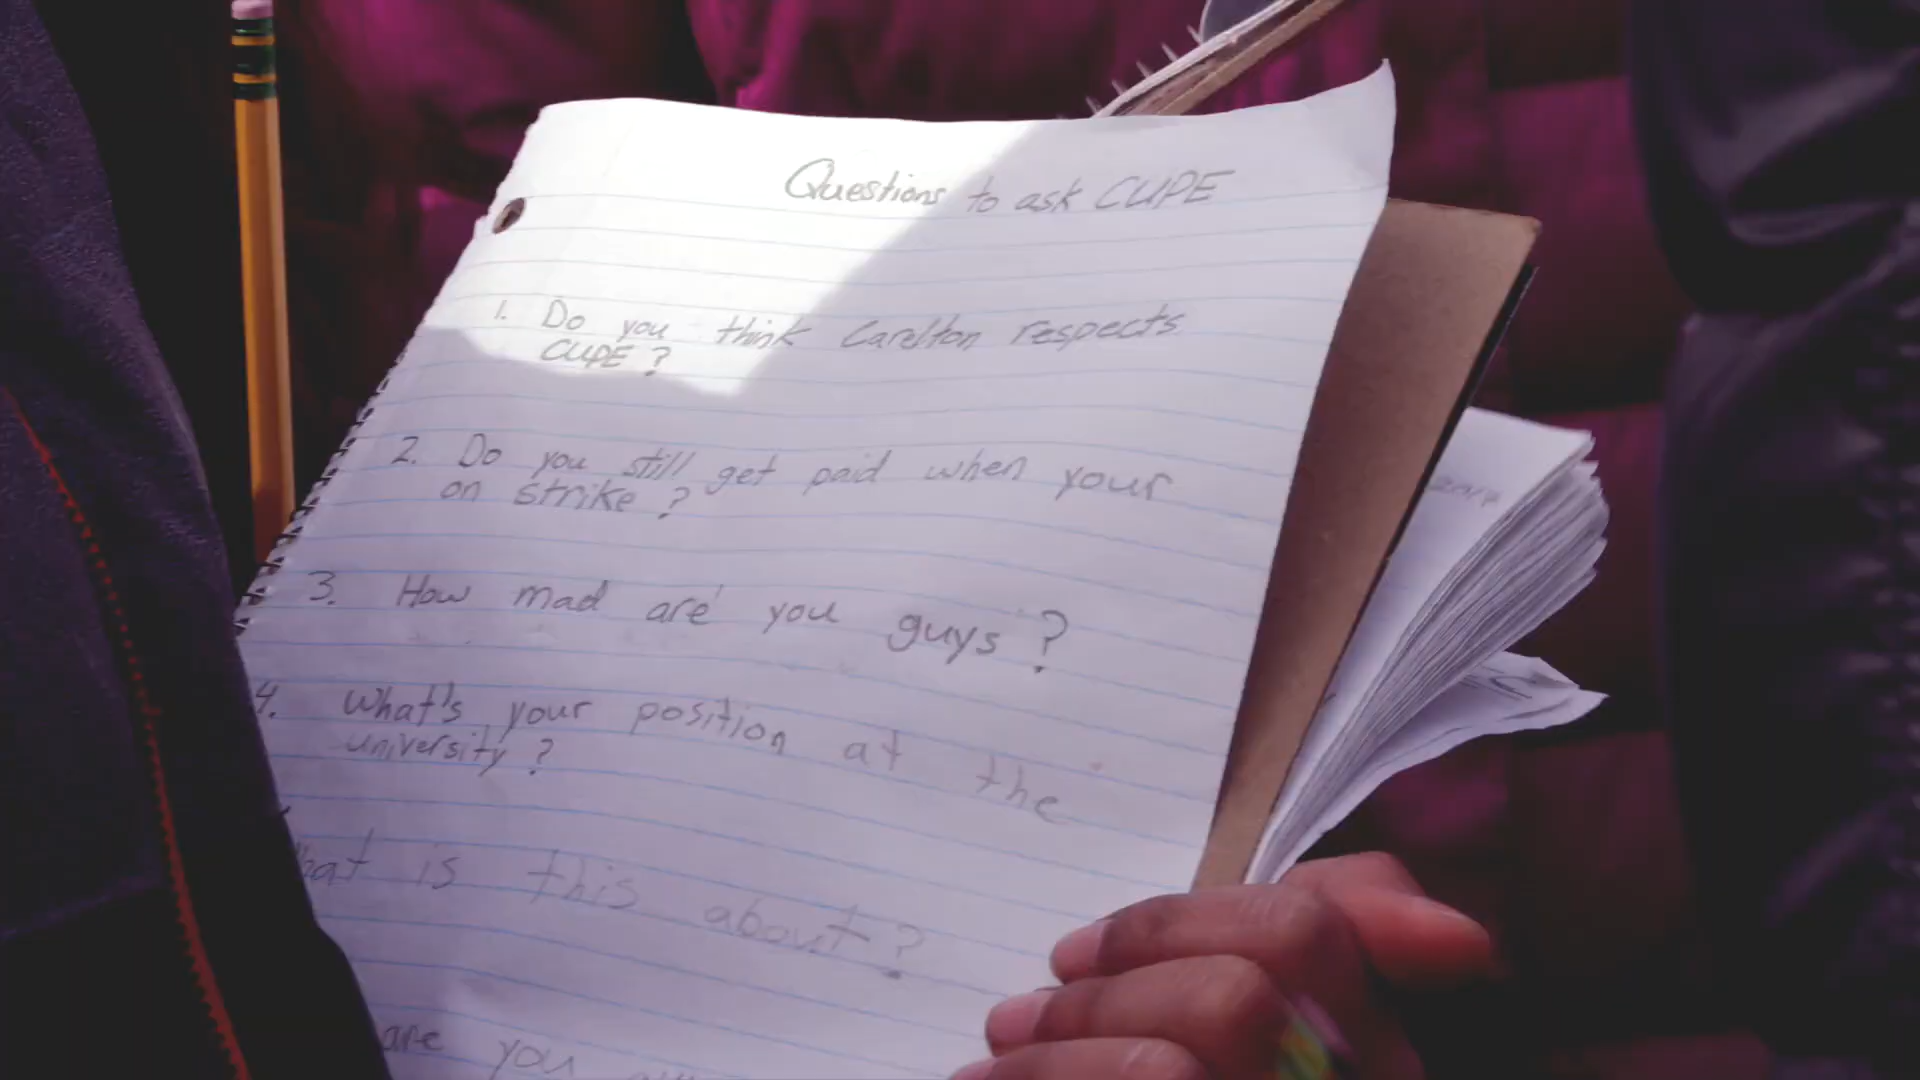 Questions to ask CUPE
1. Do you think Carelton respects
CUPE ?
2. Do you still get paid when your
on strike ?
3. How mad are you guys ?
4. What's your position at the
university ?
is this about ?
are you